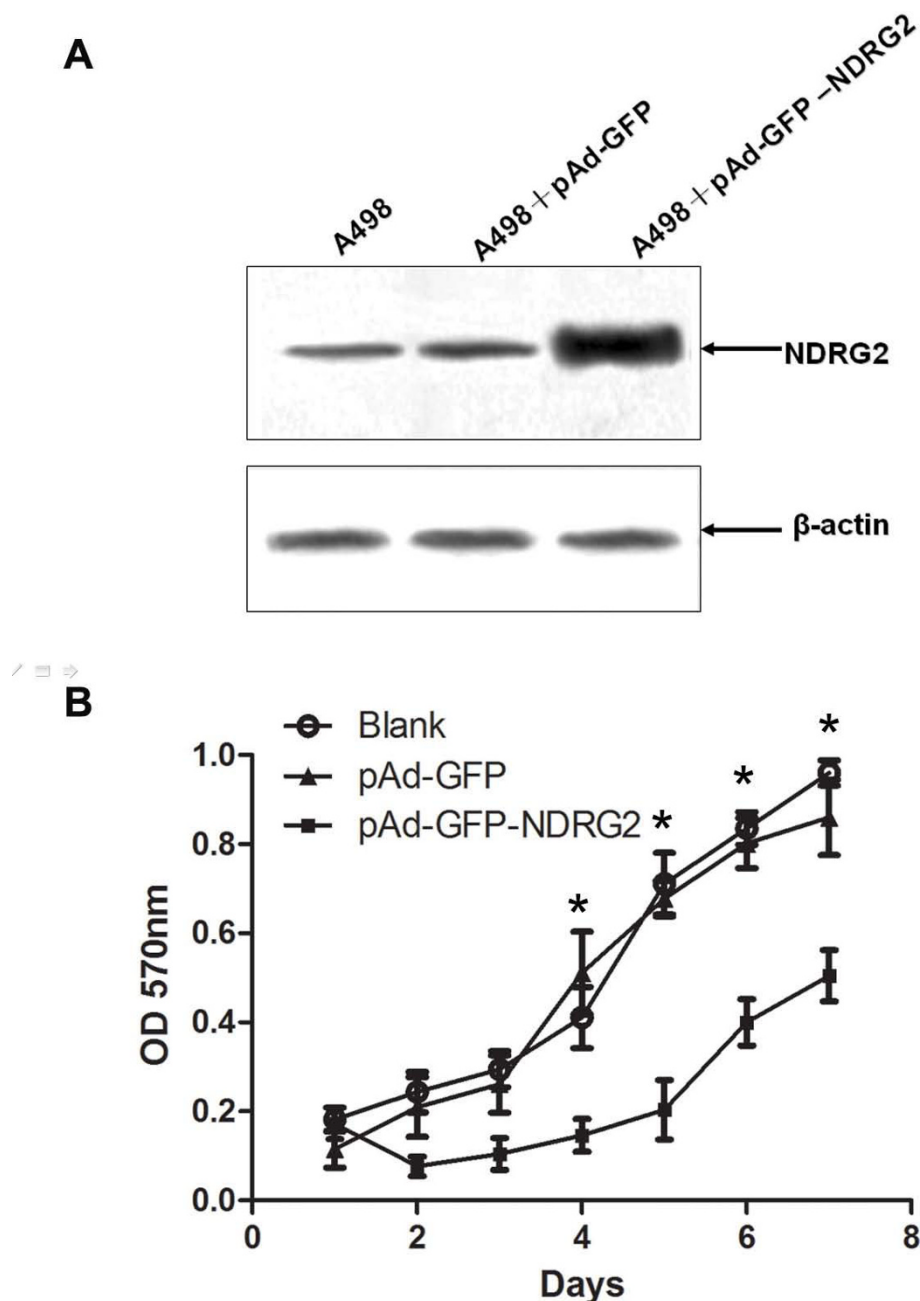 A
A498
A498+pAd-GFP
A498+pAd-GFP –NDRG2
NDRG2
β-actin
B
Blank
pAd-GFP
pAd-GFP-NDRG2
* * * *
1.0
0.8
0.6
0.4
0.2
0.0
OD 570nm
0 2 4 6 8
Days